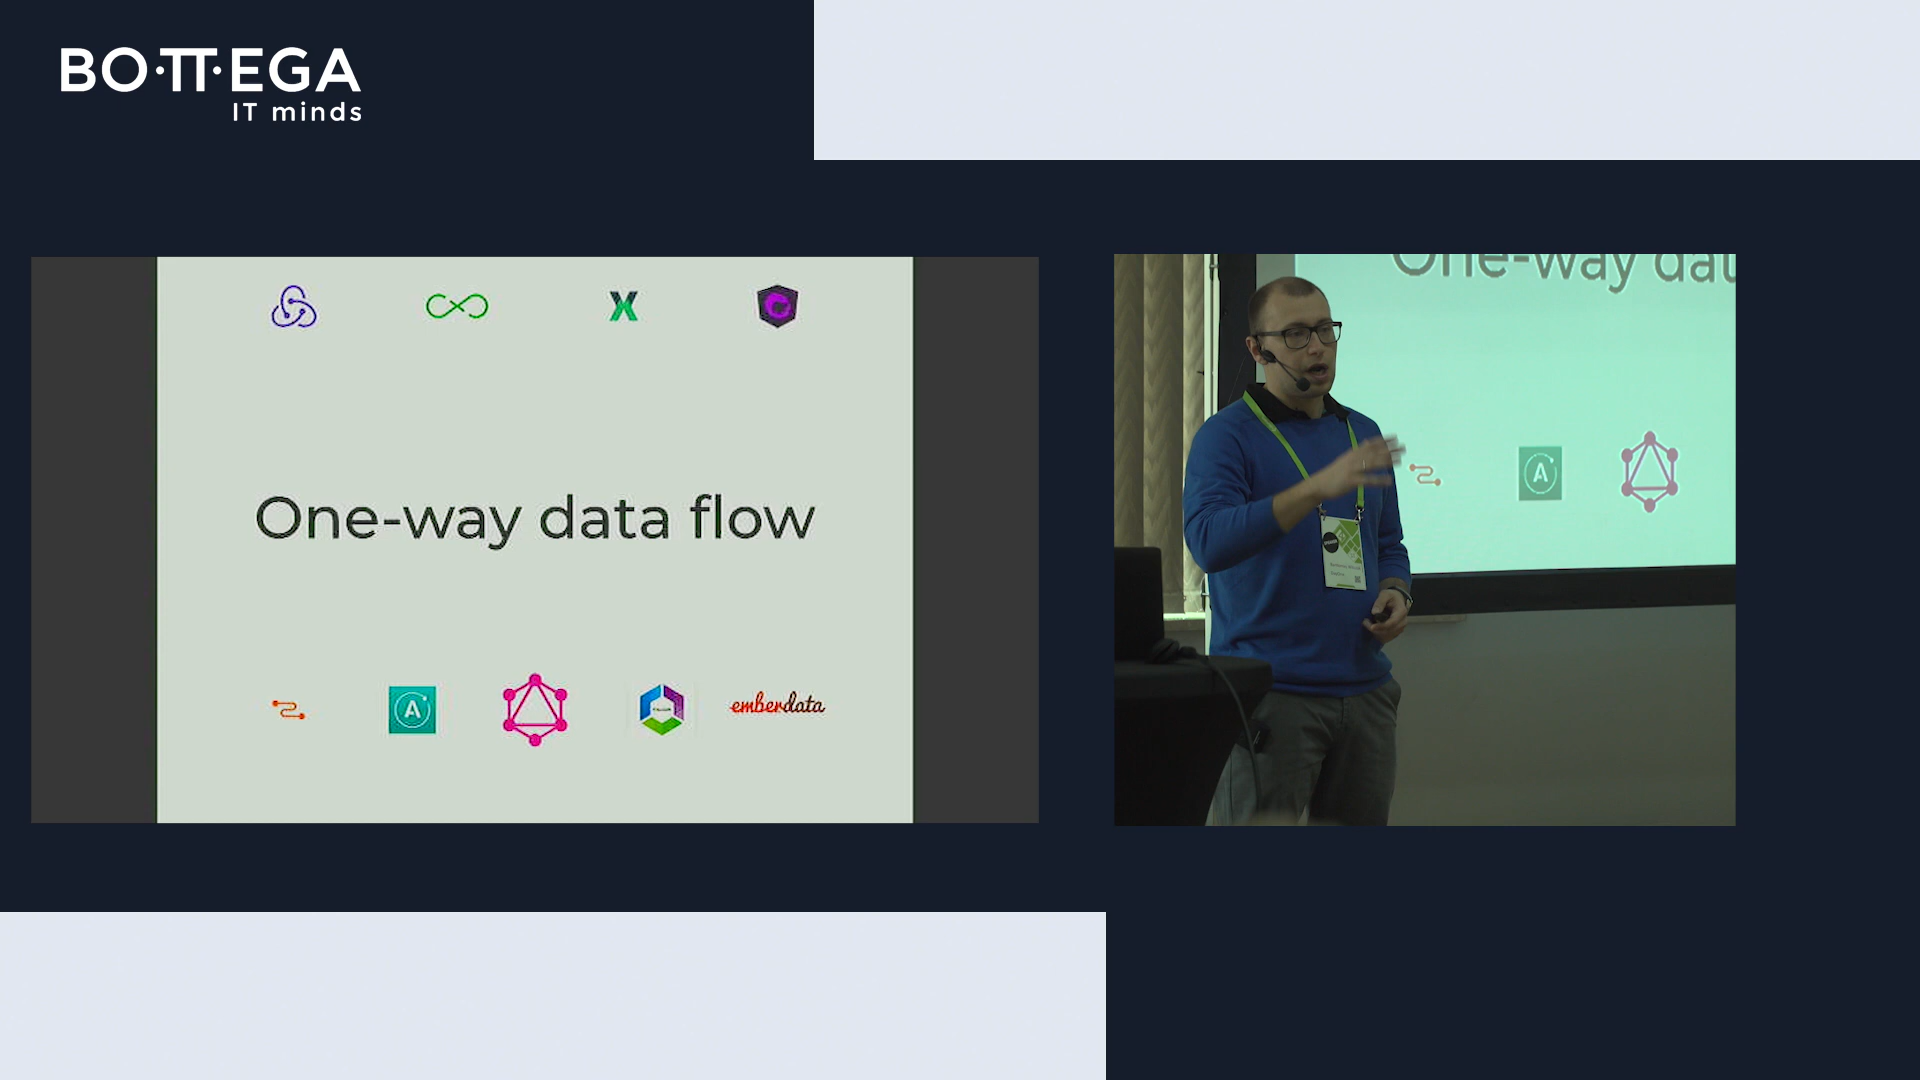 BO·TT·EGA
IT minds
One-way data flow
A
emberdata
One-way dat
A